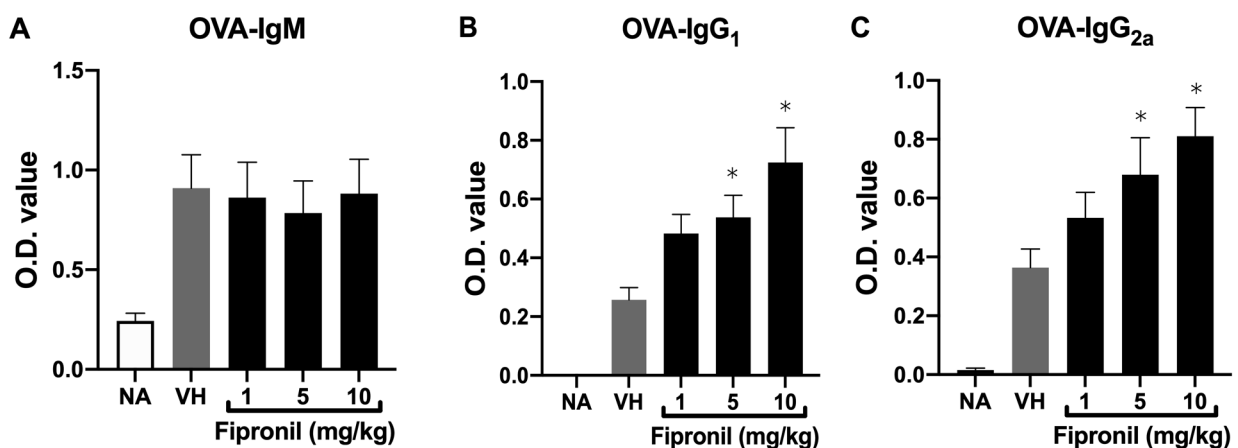 A
OVA-IgM
O.D. value
1.5
1.0
0.5
0.0
NA VH 1 5 10
Fipronil (mg/kg)
B
OVA-IgG₁
O.D. value
1.0
0.8
0.6
0.4
0.2
0.0
* *
NA VH 1 5 10
Fipronil (mg/kg)
C
OVA-IgG₂ₐ
O.D. value
1.0
0.8
0.6
0.4
0.2
0.0
* *
NA VH 1 5 10
Fipronil (mg/kg)